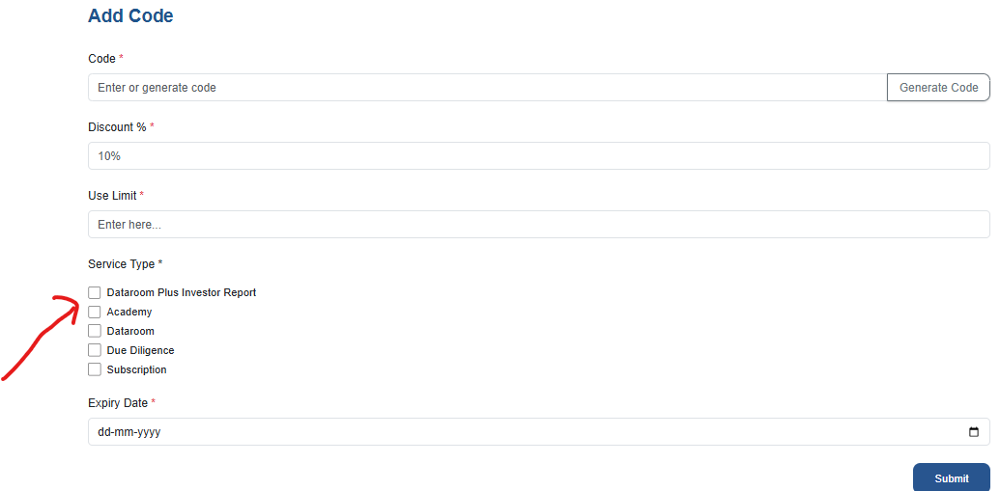 Add Code
Code *
Enter or generate code Generate Code
Discount % *
10%
Use Limit *
Enter here...
Service Type *
Dataroom Plus Investor Report
Academy
Dataroom
Due Diligence
Subscription
Expiry Date *
dd-mm-yyyy
Submit